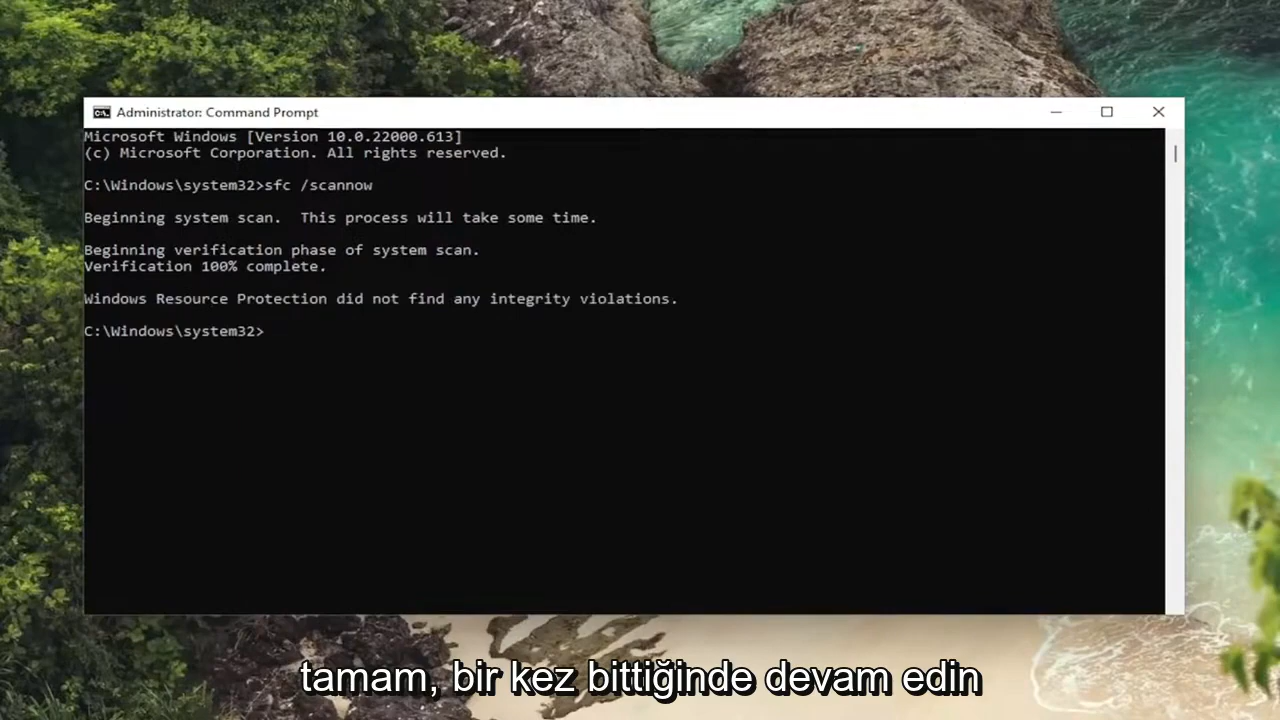 Administrator: Command Prompt
Microsoft Windows [Version 10.0.22000.613]
(c) Microsoft Corporation. All rights reserved.
C:\Windows\system32>sfc /scannow
Beginning system scan.  This process will take some time.
Beginning verification phase of system scan.
Verification 100% complete.
Windows Resource Protection did not find any integrity violations.
C:\Windows\system32>
tamam, bir kez bittiğinde devam edin